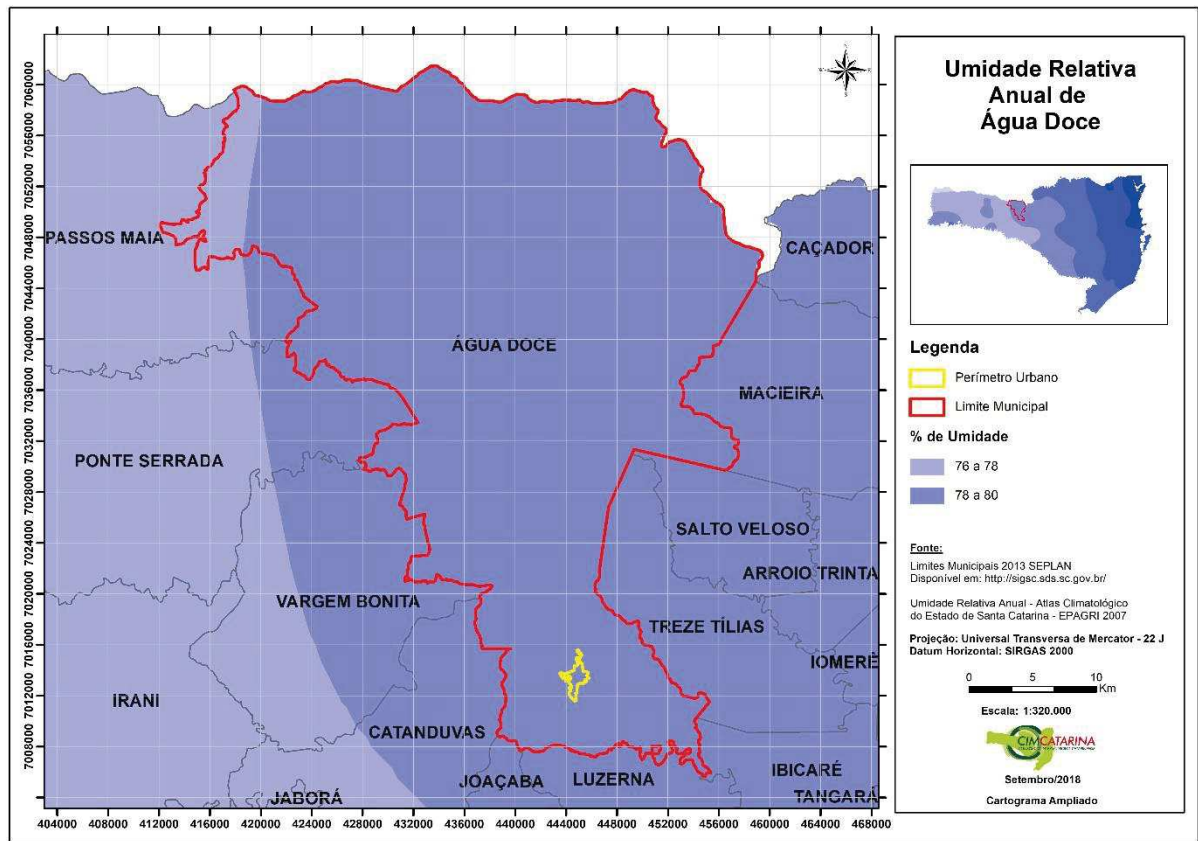 Umidade Relativa
Anual de
Água Doce
7060000
7056000
7052000
7048000
7044000
7040000
7036000
7032000
7028000
7024000
7020000
7016000
7012000
7008000
PASSOS MAIA
CAÇADOR
ÁGUA DOCE
MACIEIRA
PONTE SERRADA
SALTO VELOSO
ARROIO TRINTA
VARGEM BONITA
TREZE TÍLIAS
IOMERÊ
IRANI
CATANDUVAS
JOAÇABA
LUZERNA
IBICARÉ
JABORÁ
TANGARÁ
404000 408000 412000 416000 420000 424000 428000 432000 436000 440000 444000 448000 452000 456000 460000 464000 468000
Legenda
Perímetro Urbano
Limite Municipal
% de Umidade
76 a 78
78 a 80
Fonte:
Limites Municipais 2013 SEPLAN
Disponível em: http://sigsc.sds.sc.gov.br/
Umidade Relativa Anual - Atlas Climatológico
do Estado de Santa Catarina - EPAGRI 2007
Projeção: Universal Transversa de Mercator - 22 J
Datum Horizontal: SIRGAS 2000
0 5 10
Km
Escala: 1:320.000
CIMCATARINA
Setembro/2018
Cartograma Ampliado